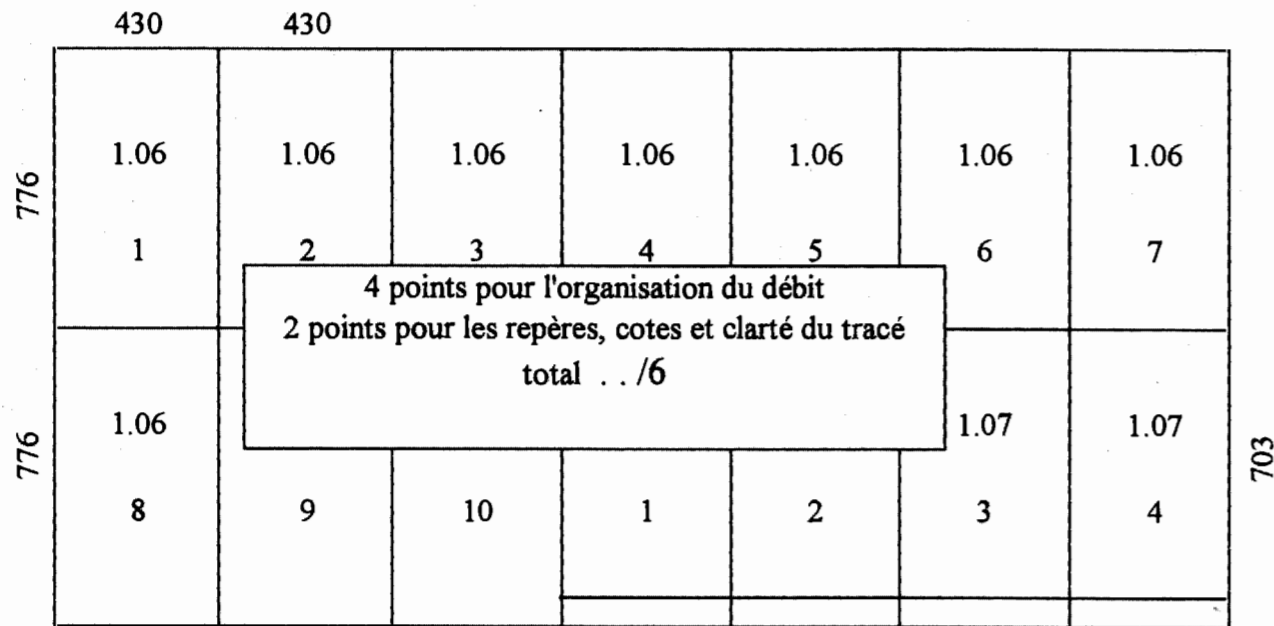 430 430
776
1.06 1.06 1.06 1.06 1.06 1.06 1.06
1 2 3 4 5 6 7
4 points pour l'organisation du débit
2 points pour les repères, cotes et clarté du tracé
total . . /6
776
1.06 1.07 1.07
703
8 9 10 1 2 3 4